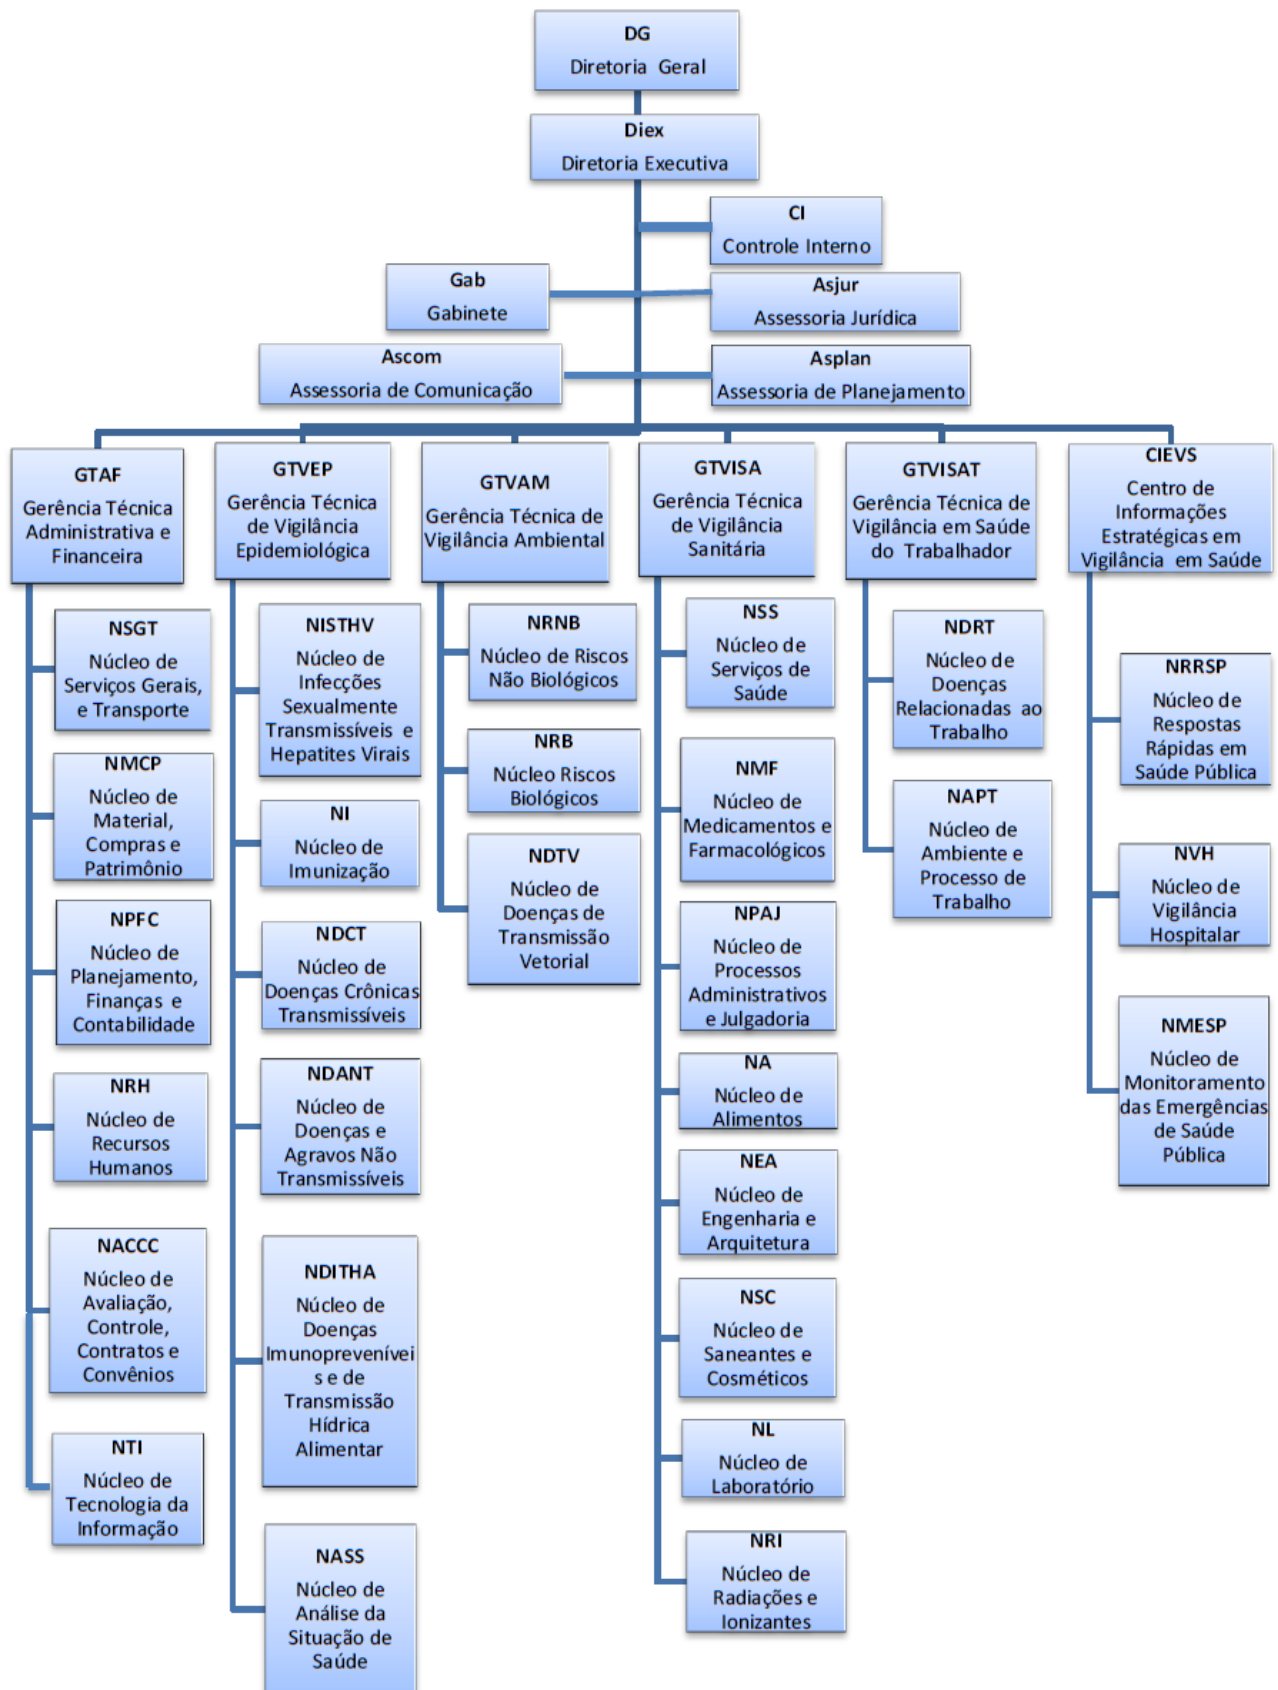 DG
Diretoria Geral
Diex
Diretoria Executiva
CI
Controle Interno
Gab
Gabinete
Asjur
Assessoria Jurídica
Ascom
Assessoria de Comunicação
Asplan
Assessoria de Planejamento
GTAF
Gerência Técnica
Administrativa e
Financeira
NSGT
Núcleo de
Serviços Gerais,
e Transporte
NMCP
Núcleo de
Material,
Compras e
Patrimônio
NPFC
Núcleo de
Planejamento,
Finanças e
Contabilidade
NRH
Núcleo de
Recursos
Humanos
NACCC
Núcleo de
Avaliação,
Controle,
Contratos e
Convênios
NTI
Núcleo de
Tecnologia da
Informação
GTVEP
Gerência Técnica
de Vigilância
Epidemiológica
NISTHV
Núcleo de
Infecções
Sexualmente
Transmissíveis e
Hepatites Virais
NI
Núcleo de
Imunização
NDCT
Núcleo de
Doenças Crônicas
Transmissíveis
NDANT
Núcleo de
Doenças e
Agravos Não
Transmissíveis
NDITHA
Núcleo de
Doenças
Imunopreveníveis
s e de
Transmissão
Hídrica
Alimentar
NASS
Núcleo de
Análise da
Situação de
Saúde
GTVAM
Gerência Técnica de
Vigilância Ambiental
NRNB
Núcleo de Riscos
Não Biológicos
NRB
Núcleo Riscos
Biológicos
NDTV
Núcleo de
Doenças de
Transmissão
Vetorial
GTVISA
Gerência Técnica
de Vigilância
Sanitária
NSS
Núcleo de
Serviços de
Saúde
NMF
Núcleo de
Medicamentos e
Farmacológicos
NPAJ
Núcleo de
Processos
Administrativos
e Julgadoria
NA
Núcleo de
Alimentos
NEA
Núcleo de
Engenharia e
Arquitetura
NSC
Núcleo de
Saneantes e
Cosméticos
NL
Núcleo de
Laboratório
NRI
Núcleo de
Radiações e
Ionizantes
GTVISAT
Gerência Técnica de
Vigilância em Saúde
do Trabalhador
NDRT
Núcleo de
Doenças
Relacionadas ao
Trabalho
NAPT
Núcleo de
Ambiente e
Processo de
Trabalho
CIEVS
Centro de
Informações
Estratégicas em
Vigilância em Saúde
NRRSP
Núcleo de
Respostas
Rápidas em
Saúde Pública
NVH
Núcleo de
Vigilância
Hospitalar
NMESP
Núcleo de
Monitoramento
das Emergências
de Saúde
Pública